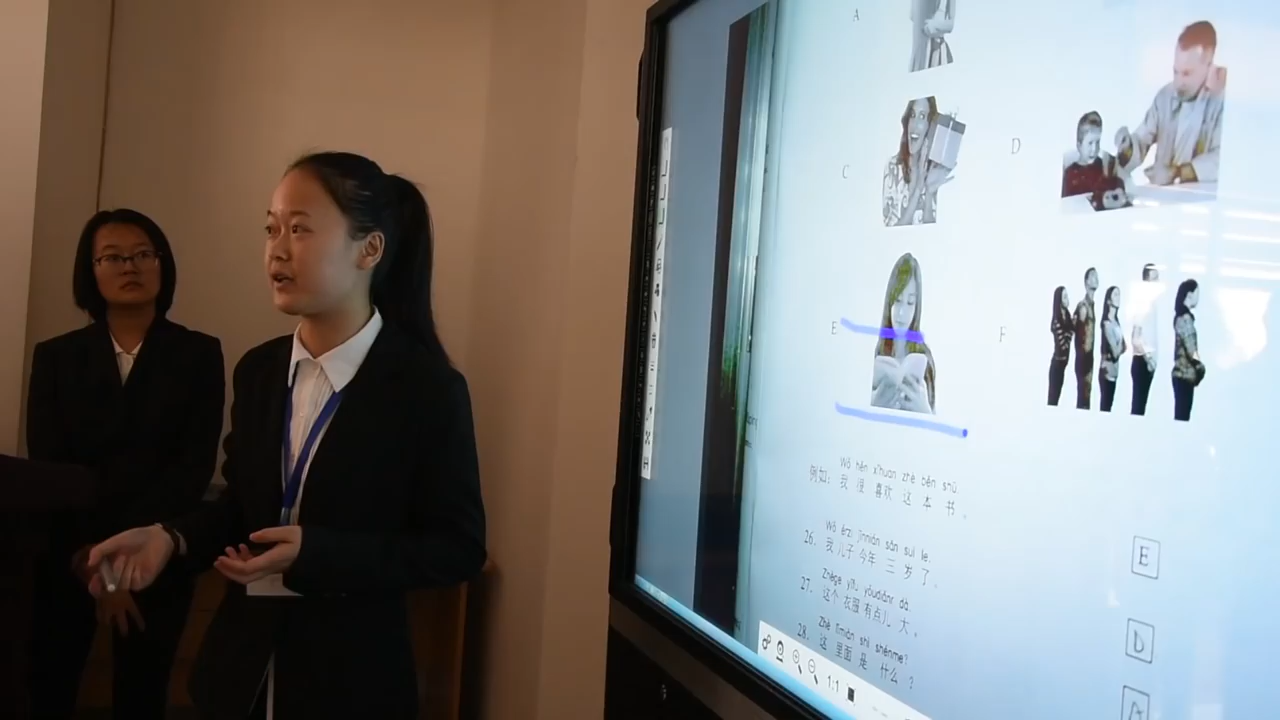 A
C
D
E
F
Wǒ hěn xǐhuan zhè běn shū.
例如： 我 很 喜欢 这 本 书 。
E
Wǒ érzi jīnnián sān suì le.
26. 我 儿子 今年 三 岁 了 。
D
Zhège yīfu yǒudiǎnr dà.
27. 这个 衣服 有点儿 大 。
A
Zhè lǐmiàn shì shénme?
28. 这 里面 是 什么 ？
1:1